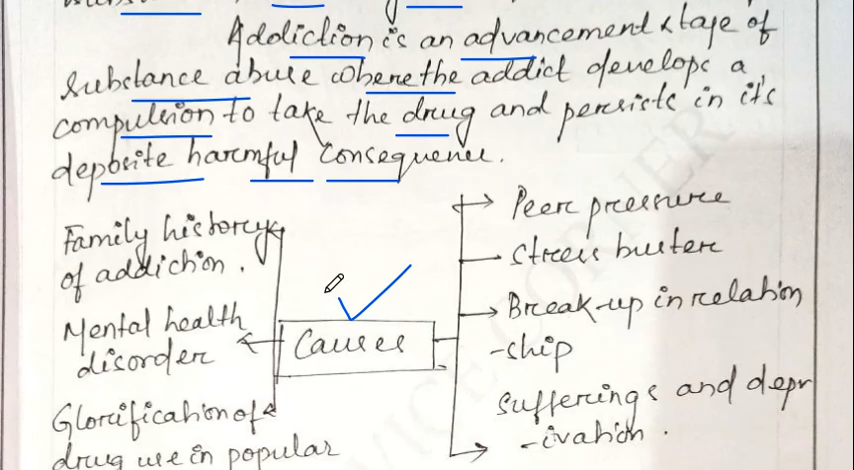 Addiction is an advancement stage of
substance abuse where the addict develops a
compulsion to take the drug and persists in it's
deposite harmful consequence.
Family history
of addiction.
Mental health
disorder
Glorification of
drug use in popular
Causes
Peer pressure
Stress buster
Break-up in relation
-ship
Sufferings and depr
-ivation.